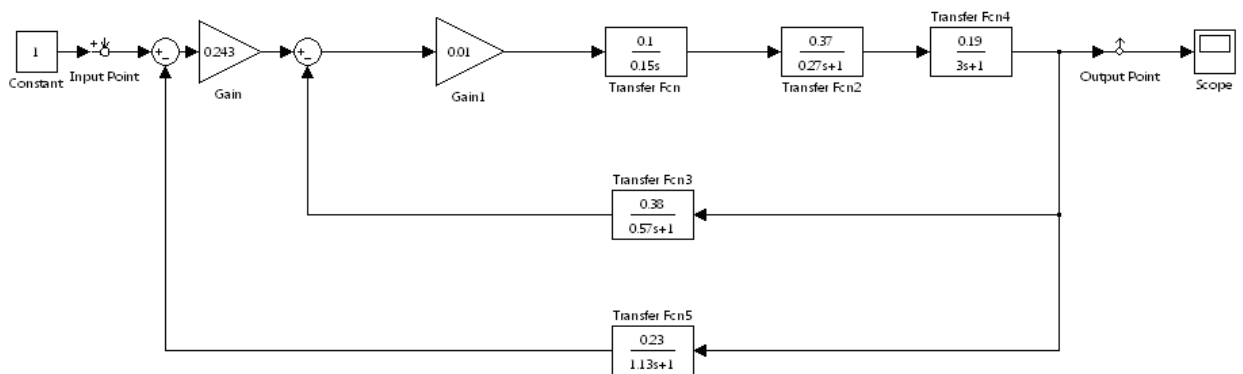 Transfer Fcn4
1
+
+
-
0.243
+
-
0.01
0.1
0.15s
0.37
0.27s+1
0.19
3s+1
Constant
Input Point
Gain
Gain1
Transfer Fcn
Transfer Fcn2
Output Point
Scope
Transfer Fcn3
0.38
0.57s+1
Transfer Fcn5
0.23
1.13s+1